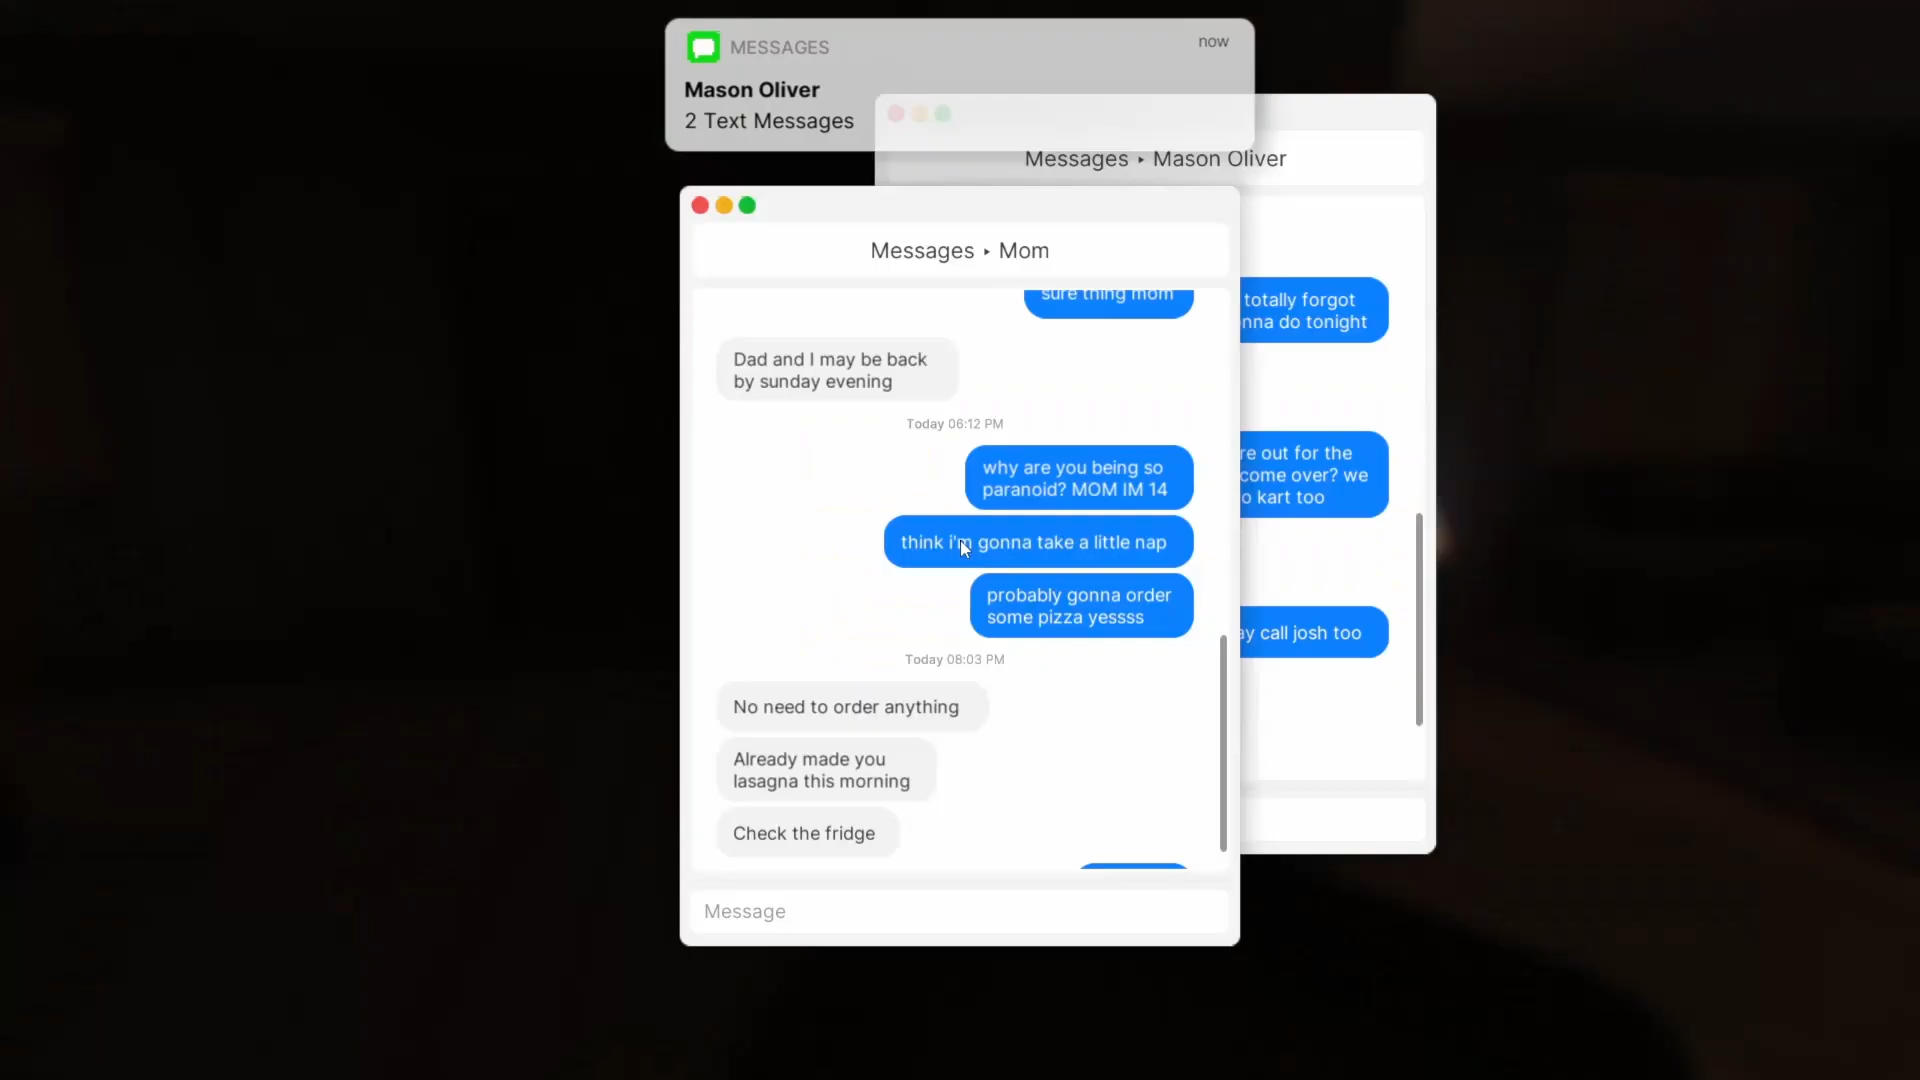 MESSAGES
now
Mason Oliver
2 Text Messages
Messages ‣ Mason Oliver
Messages ‣ Mom
sure thing mom
Dad and I may be back
by sunday evening
Today 06:12 PM
why are you being so
paranoid? MOM IM 14
think i'm gonna take a little nap
probably gonna order
some pizza yessss
Today 08:03 PM
No need to order anything
Already made you
lasagna this morning
Check the fridge
Message
totally forgot
do tonight
out for the
come over? we
kart too
call josh too